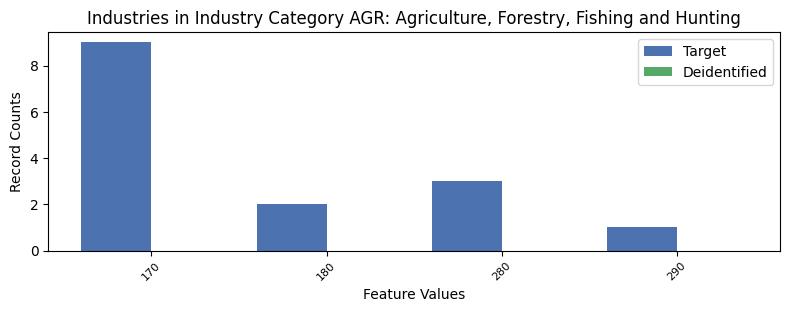 Industries in Industry Category AGR: Agriculture, Forestry, Fishing and Hunting
Target
Deidentified
Record Counts
8
6
4
2
0
170
180
280
290
Feature Values